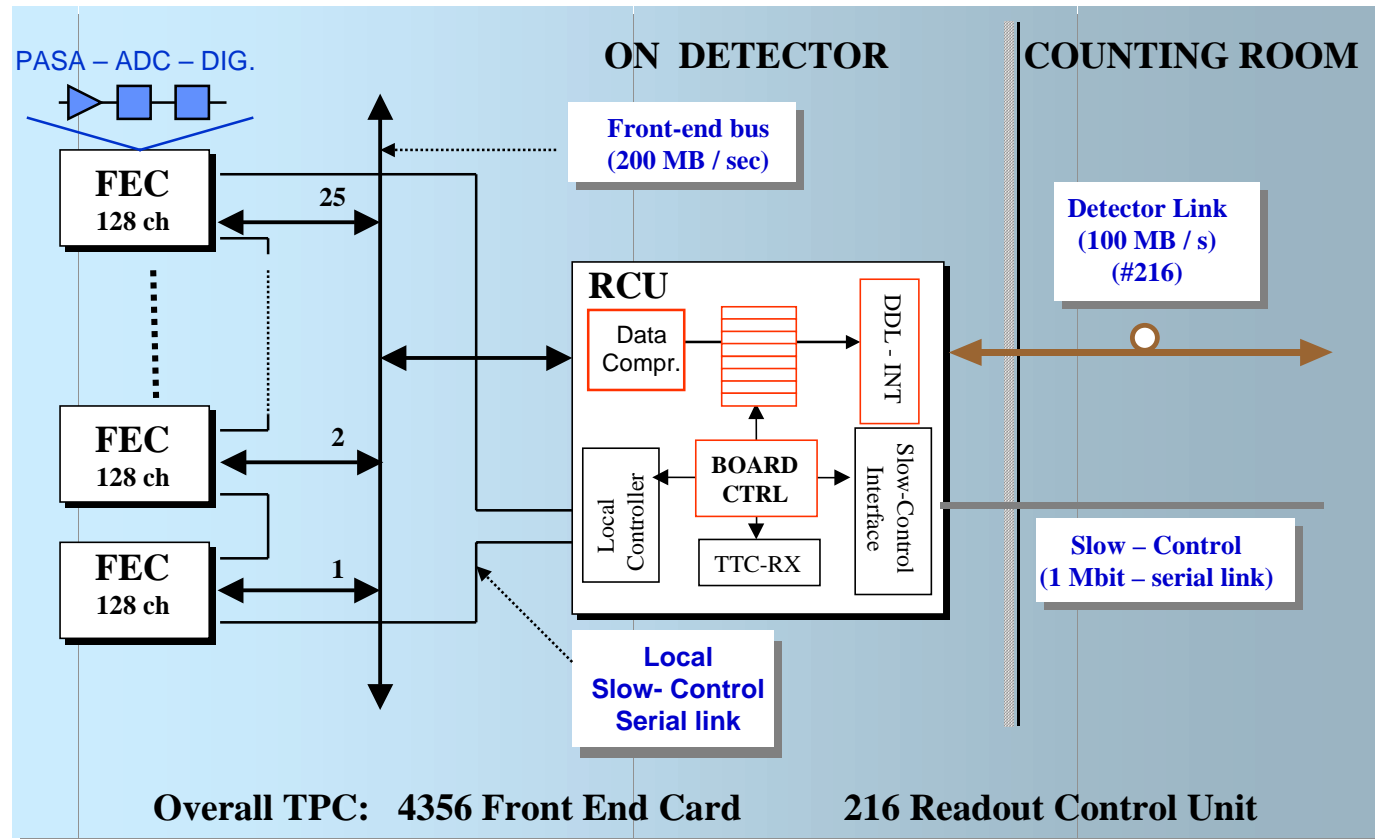 PASA – ADC – DIG.
ON DETECTOR
COUNTING ROOM
Front-end bus
(200 MB / sec)
FEC
128 ch
25
Detector Link
(100 MB / s)
(#216)
RCU
Data
Compr.
DDL - INT
FEC
128 ch
2
BOARD
CTRL
Local
Controller
Slow-Control
Interface
TTC-RX
FEC
128 ch
1
Slow – Control
(1 Mbit – serial link)
Local
Slow- Control
Serial link
Overall TPC: 4356 Front End Card 216 Readout Control Unit